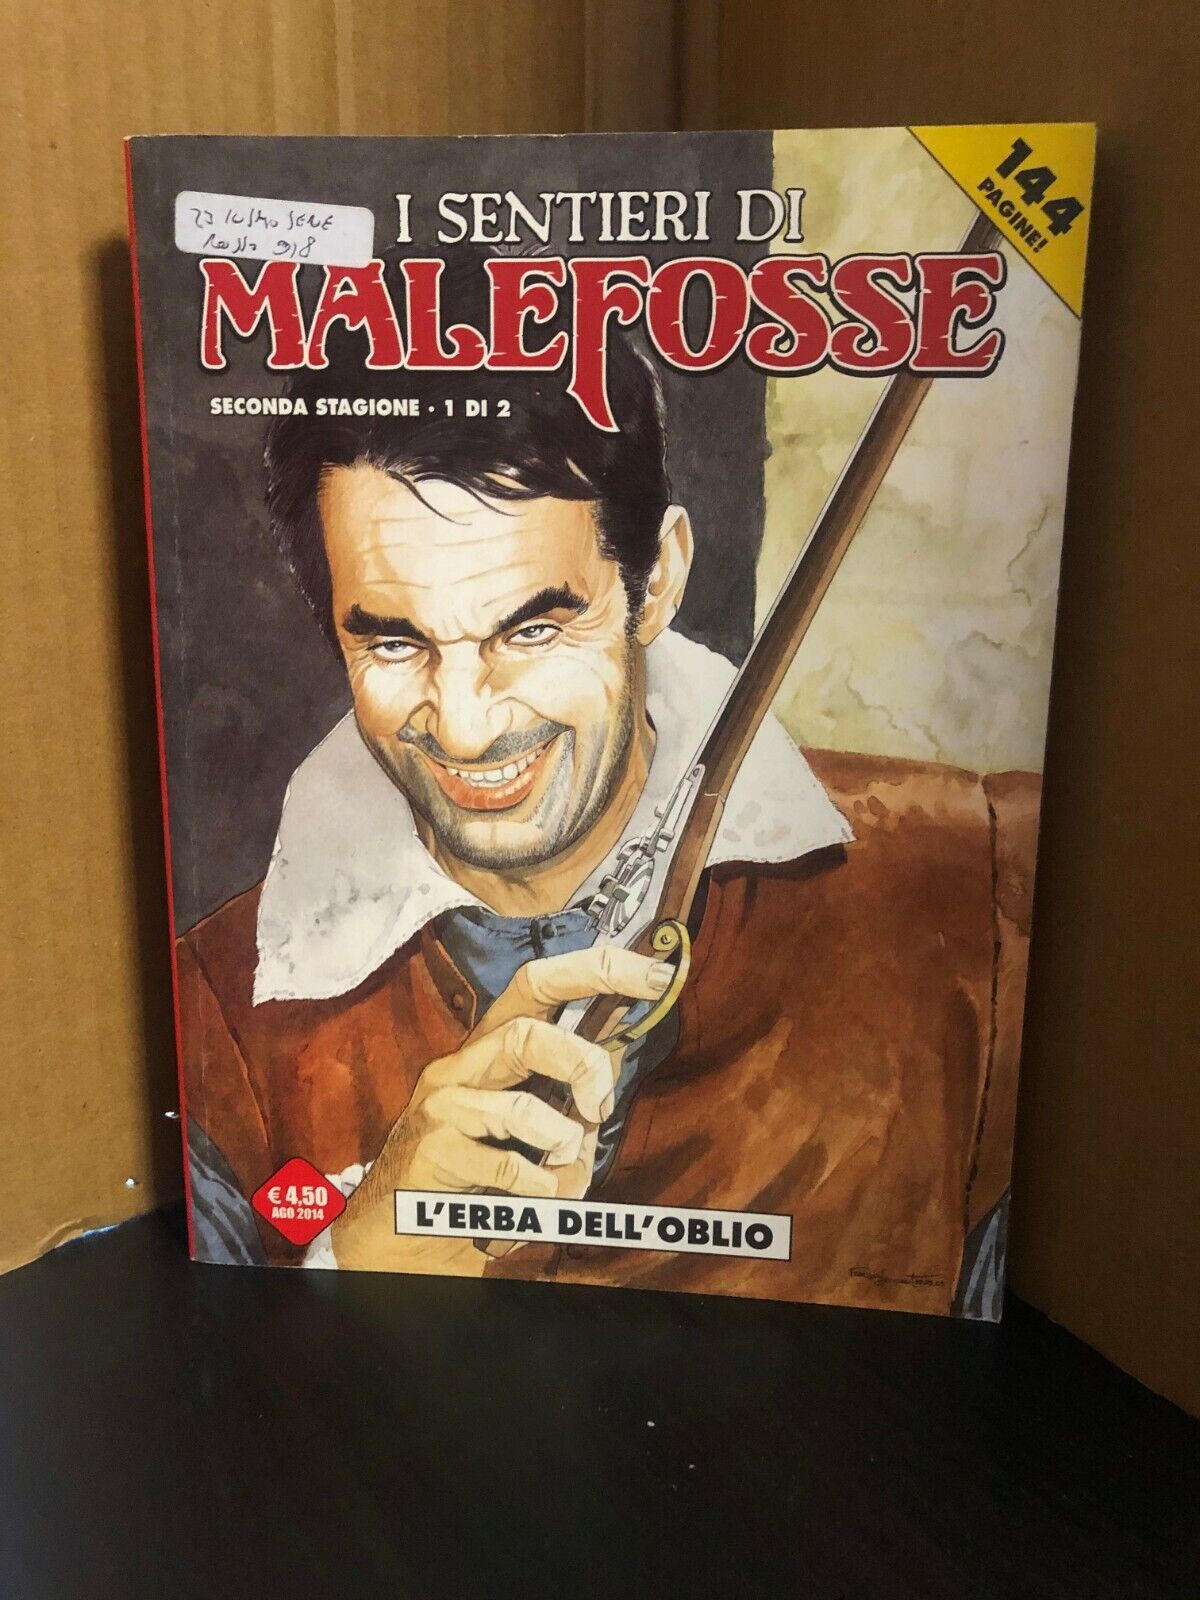 144
PAGINE!
I SENTIERI DI
MALEFOSSE
SECONDA STAGIONE • 1 DI 2
€ 4,50
AGO 2014
L'ERBA DELL'OBLIO